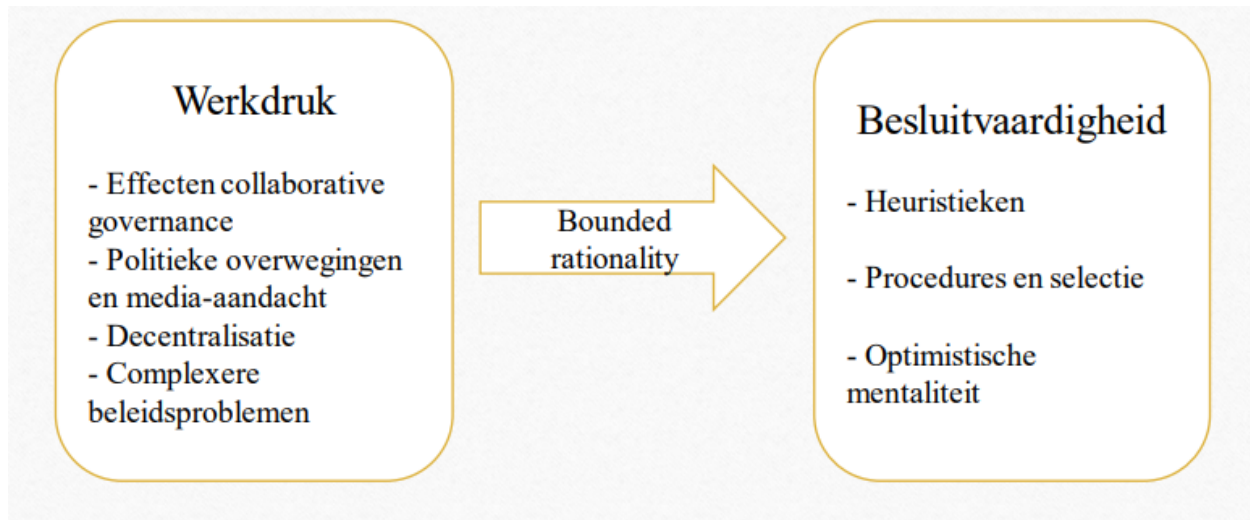 Werkdruk
- Effecten collaborative
governance
- Politieke overwegingen
en media-aandacht
- Decentralisatie
- Complexere
beleidsproblemen
Bounded
rationality
Besluitvaardigheid
- Heuristieken
- Procedures en selectie
- Optimistische
mentaliteit